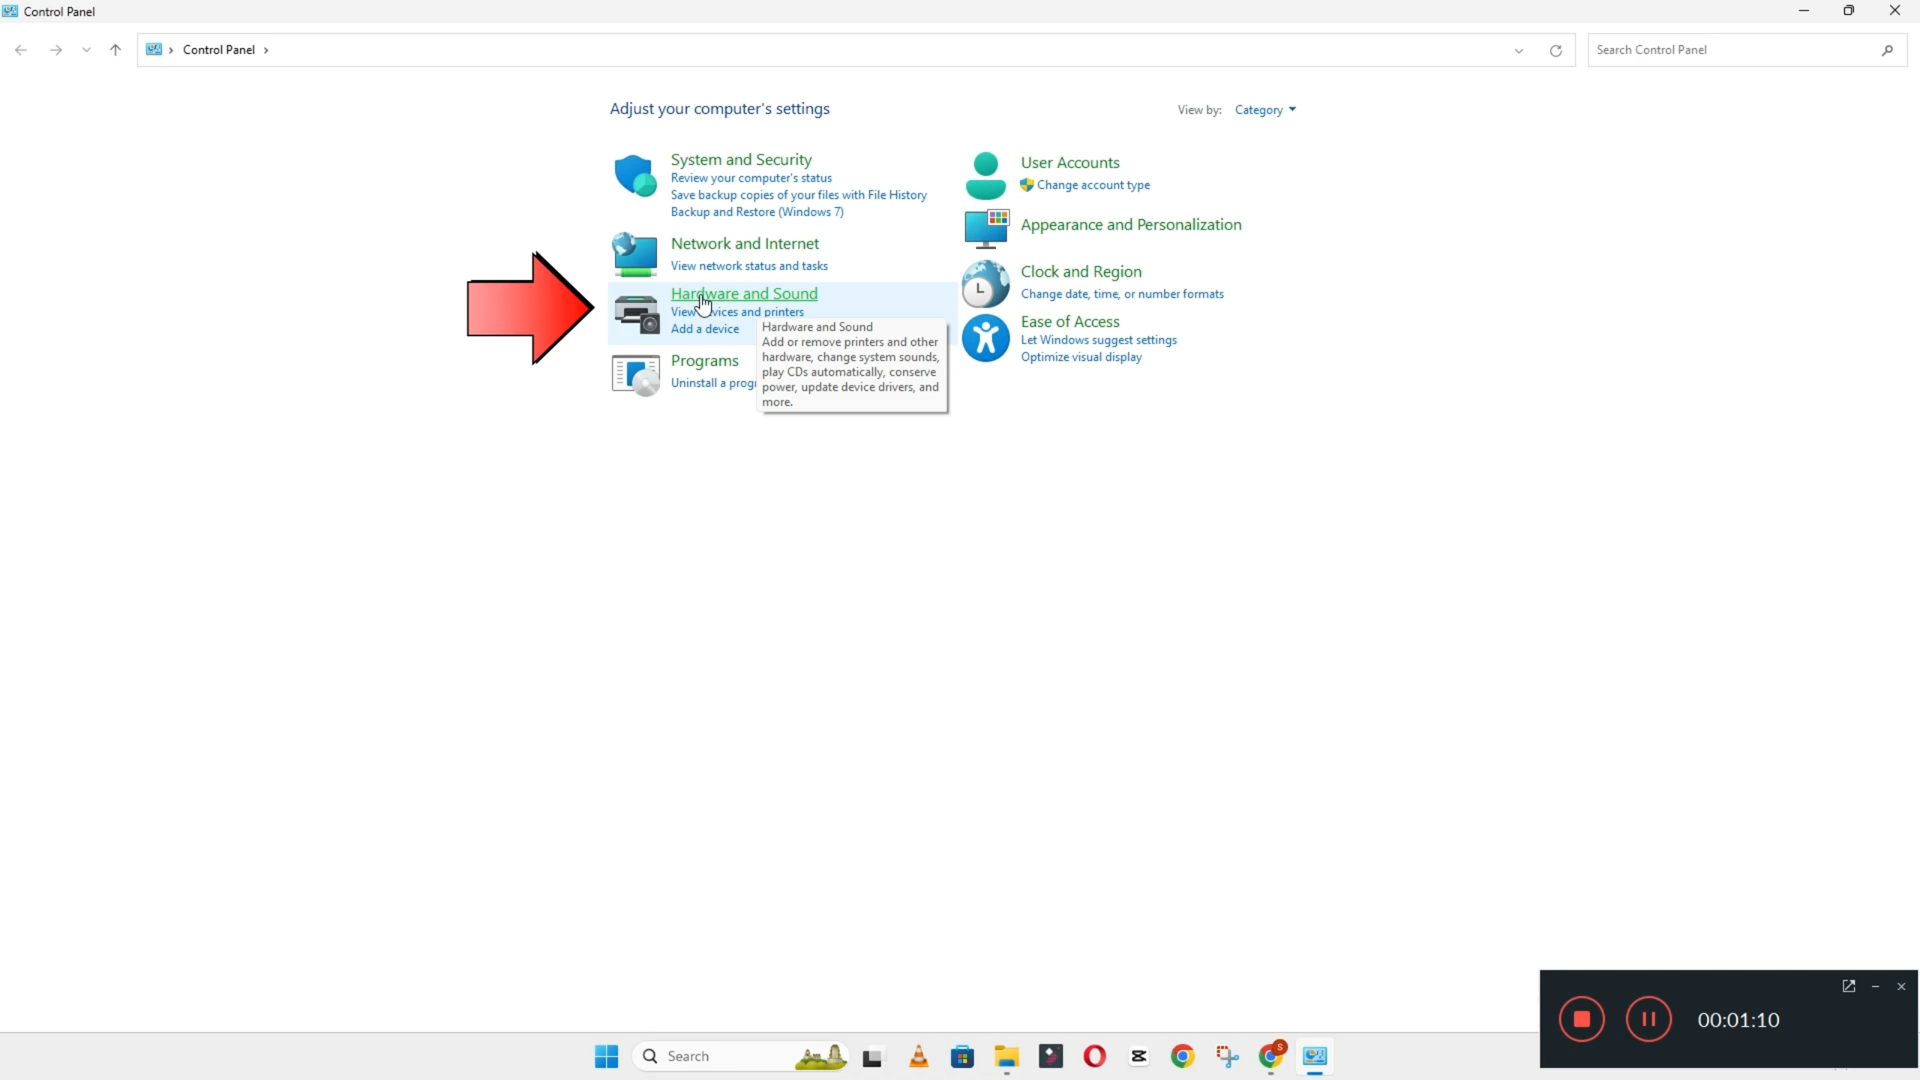 Control Panel
Control Panel
Search Control Panel
Adjust your computer's settings
View by: Category
System and Security
Review your computer's status
Save backup copies of your files with File History
Backup and Restore (Windows 7)
Network and Internet
View network status and tasks
Hardware and Sound
View devices and printers
Add a device
Programs
Uninstall a progr
Hardware and Sound
Add or remove printers and other
hardware, change system sounds,
play CDs automatically, conserve
power, update device drivers, and
more.
User Accounts
Change account type
Appearance and Personalization
Clock and Region
Change date, time, or number formats
Ease of Access
Let Windows suggest settings
Optimize visual display
00:01:10
Search
S